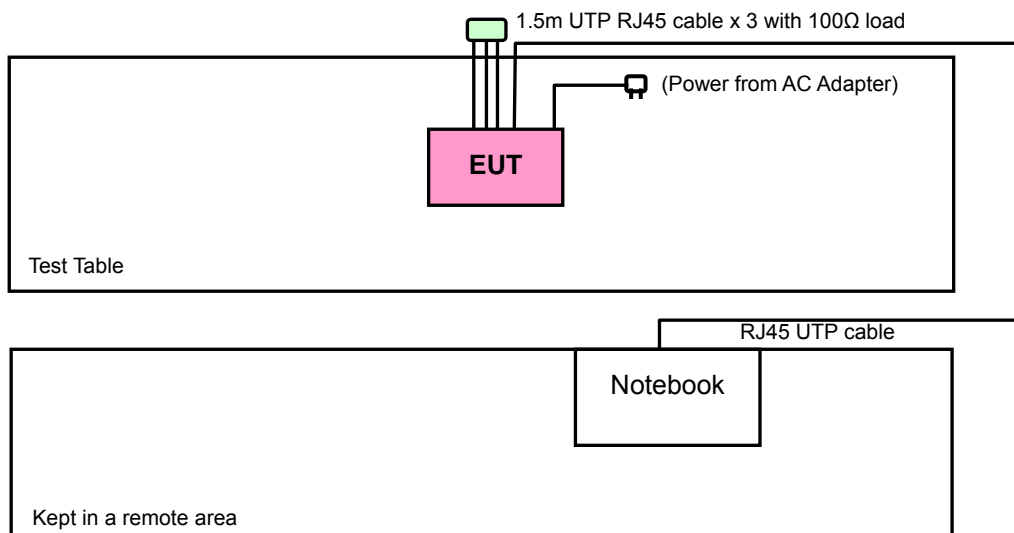 1.5m UTP RJ45 cable x 3 with 100Ω load
(Power from AC Adapter)
EUT
Test Table
RJ45 UTP cable
Notebook
Kept in a remote area